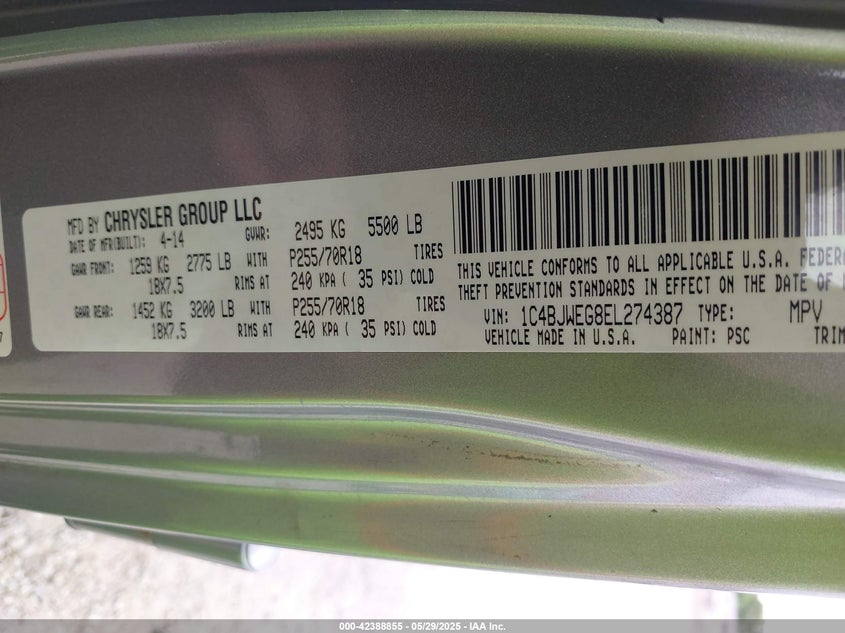 MFD BY CHRYSLER GROUP LLC
DATE OF MFR(BUILT): 4-14 GVWR: 2495 KG 5500 LB
GAWR FRONT: 1259 KG 2775 LB WITH P255/70R18 TIRES
18X7.5 RIMS AT 240 KPA ( 35 PSI) COLD
GAWR REAR: 1452 KG 3200 LB WITH P255/70R18 TIRES
18X7.5 RIMS AT 240 KPA ( 35 PSI) COLD
THIS VEHICLE CONFORMS TO ALL APPLICABLE U.S.A. FEDERA
THEFT PREVENTION STANDARDS IN EFFECT ON THE DATE OF
VIN: 1C4BJWEG8EL274387 TYPE: MPV
VEHICLE MADE IN U.S.A. PAINT: PSC TRIM
7
000-42388855 - 05/29/2025 - IAA Inc.